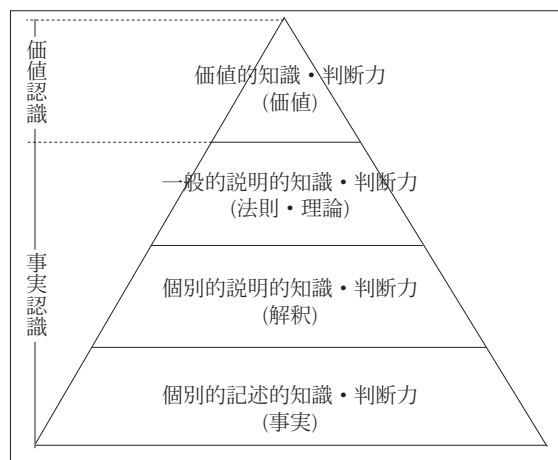 価値認識
価値的知識・判断力
(価値)
一般的説明的知識・判断力
(法則・理論)
事実認識
個別的説明的知識・判断力
(解釈)
個別的記述的知識・判断力
(事実)